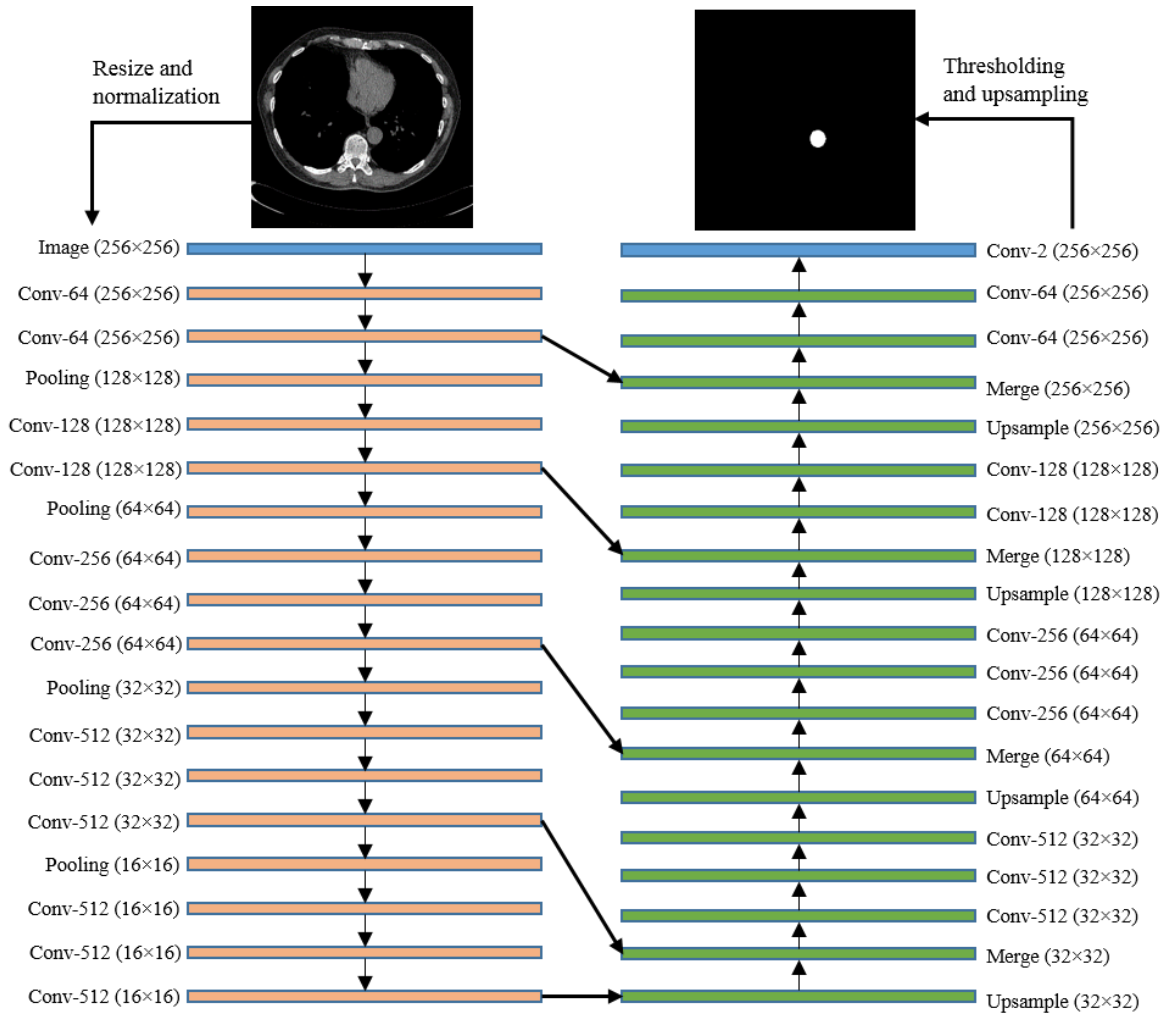 Resize and
normalization
Image (256×256)
Conv-64 (256×256)
Conv-64 (256×256)
Pooling (128×128)
Conv-128 (128×128)
Conv-128 (128×128)
Pooling (64×64)
Conv-256 (64×64)
Conv-256 (64×64)
Conv-256 (64×64)
Pooling (32×32)
Conv-512 (32×32)
Conv-512 (32×32)
Conv-512 (32×32)
Pooling (16×16)
Conv-512 (16×16)
Conv-512 (16×16)
Conv-512 (16×16)
Thresholding
and upsampling
Conv-2 (256×256)
Conv-64 (256×256)
Conv-64 (256×256)
Merge (256×256)
Upsample (256×256)
Conv-128 (128×128)
Conv-128 (128×128)
Merge (128×128)
Upsample (128×128)
Conv-256 (64×64)
Conv-256 (64×64)
Conv-256 (64×64)
Merge (64×64)
Upsample (64×64)
Conv-512 (32×32)
Conv-512 (32×32)
Conv-512 (32×32)
Merge (32×32)
Upsample (32×32)